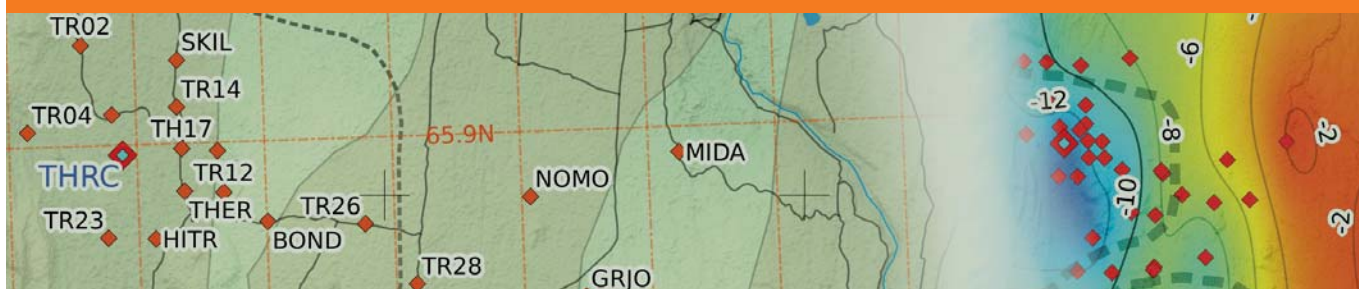 TR02
SKIL
TR14
TR04
TH17
65.9N
THRC
TR12
THER
TR23
HITR
BOND
TR26
TR28
NOMO
MIDA
GRJO
-12
-10
-8
-6
-2
-2